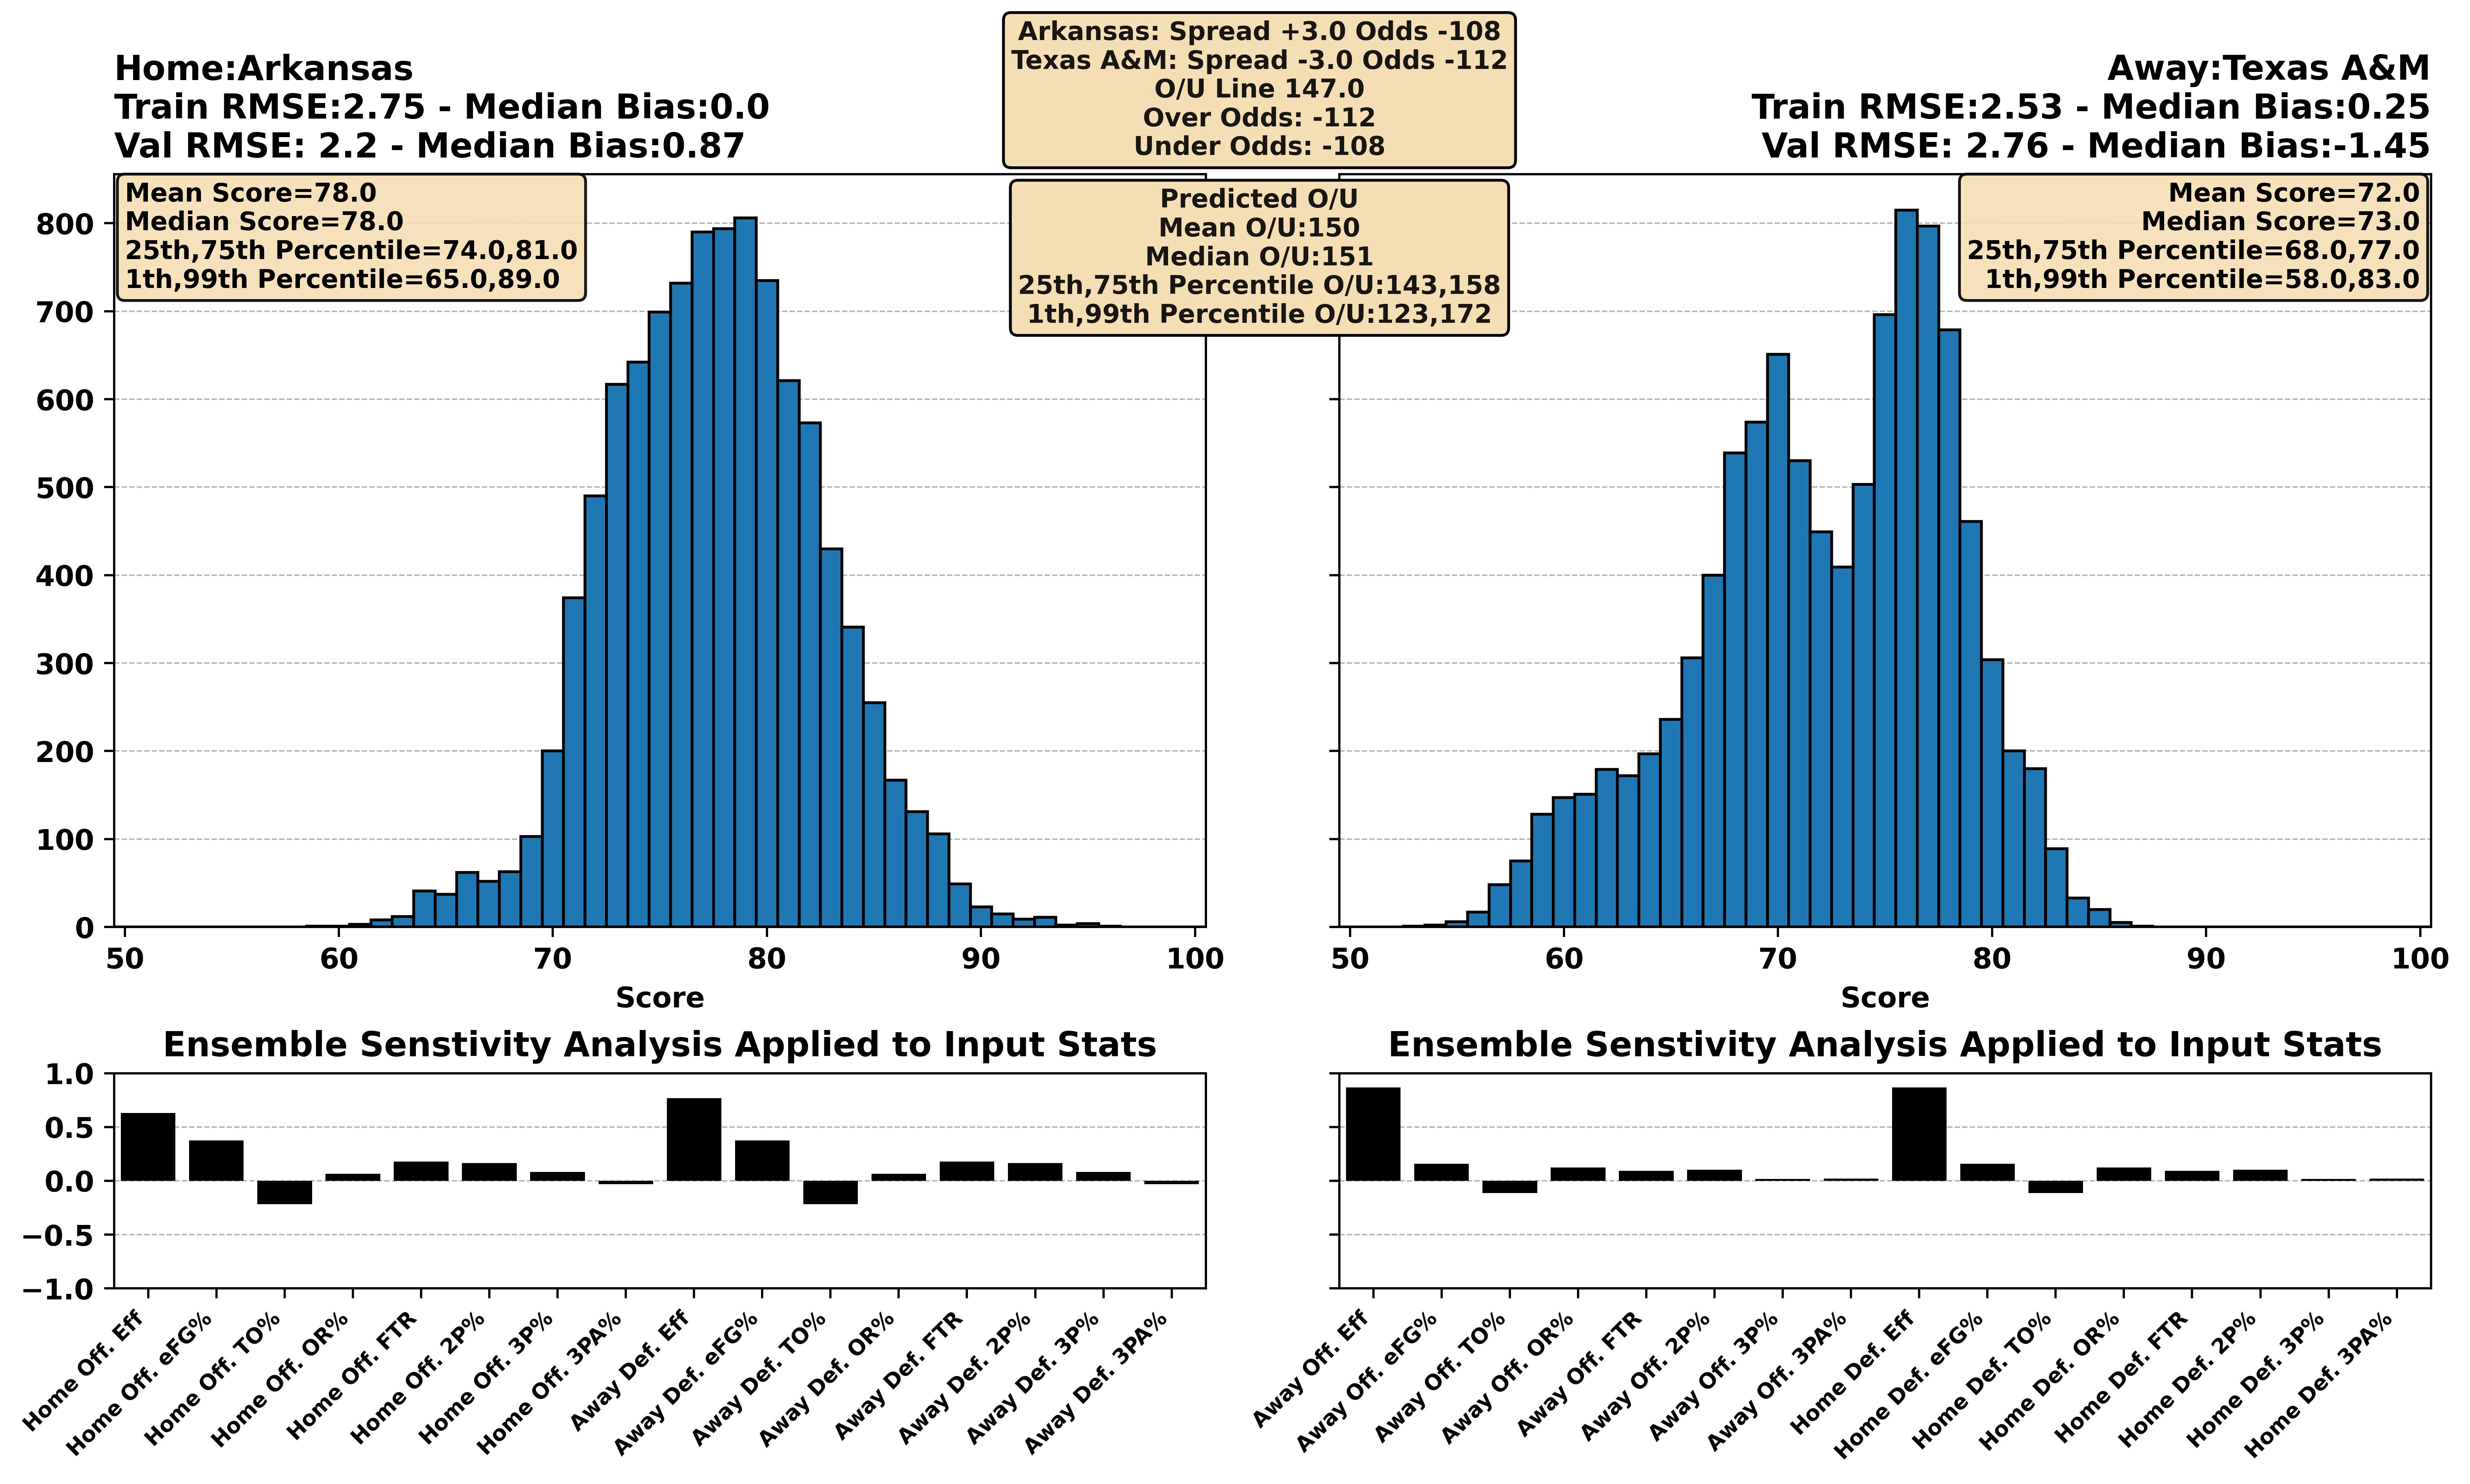 Arkansas: Spread +3.0 Odds -108
Texas A&M: Spread -3.0 Odds -112
O/U Line 147.0
Over Odds: -112
Under Odds: -108
Home:Arkansas
Train RMSE:2.75 - Median Bias:0.0
Val RMSE: 2.2 - Median Bias:0.87
Away:Texas A&M
Train RMSE:2.53 - Median Bias:0.25
Val RMSE: 2.76 - Median Bias:-1.45
Mean Score=78.0
Median Score=78.0
25th,75th Percentile=74.0,81.0
1th,99th Percentile=65.0,89.0
Predicted O/U
Mean O/U:150
Median O/U:151
25th,75th Percentile O/U:143,158
1th,99th Percentile O/U:123,172
Mean Score=72.0
Median Score=73.0
25th,75th Percentile=68.0,77.0
1th,99th Percentile=58.0,83.0
800
700
600
500
400
300
200
100
0
50 60 70 80 90 100
Score
50 60 70 80 90 100
Score
Ensemble Senstivity Analysis Applied to Input Stats
1.0
0.5
0.0
−0.5
−1.0
Home Off. Eff
Home Off. eFG%
Home Off. TO%
Home Off. OR%
Home Off. FTR
Home Off. 2P%
Home Off. 3P%
Home Off. 3PA%
Away Def. Eff
Away Def. eFG%
Away Def. TO%
Away Def. OR%
Away Def. FTR
Away Def. 2P%
Away Def. 3P%
Away Def. 3PA%
Ensemble Senstivity Analysis Applied to Input Stats
Away Off. Eff
Away Off. eFG%
Away Off. TO%
Away Off. OR%
Away Off. FTR
Away Off. 2P%
Away Off. 3P%
Away Off. 3PA%
Home Def. Eff
Home Def. eFG%
Home Def. TO%
Home Def. OR%
Home Def. FTR
Home Def. 2P%
Home Def. 3P%
Home Def. 3PA%